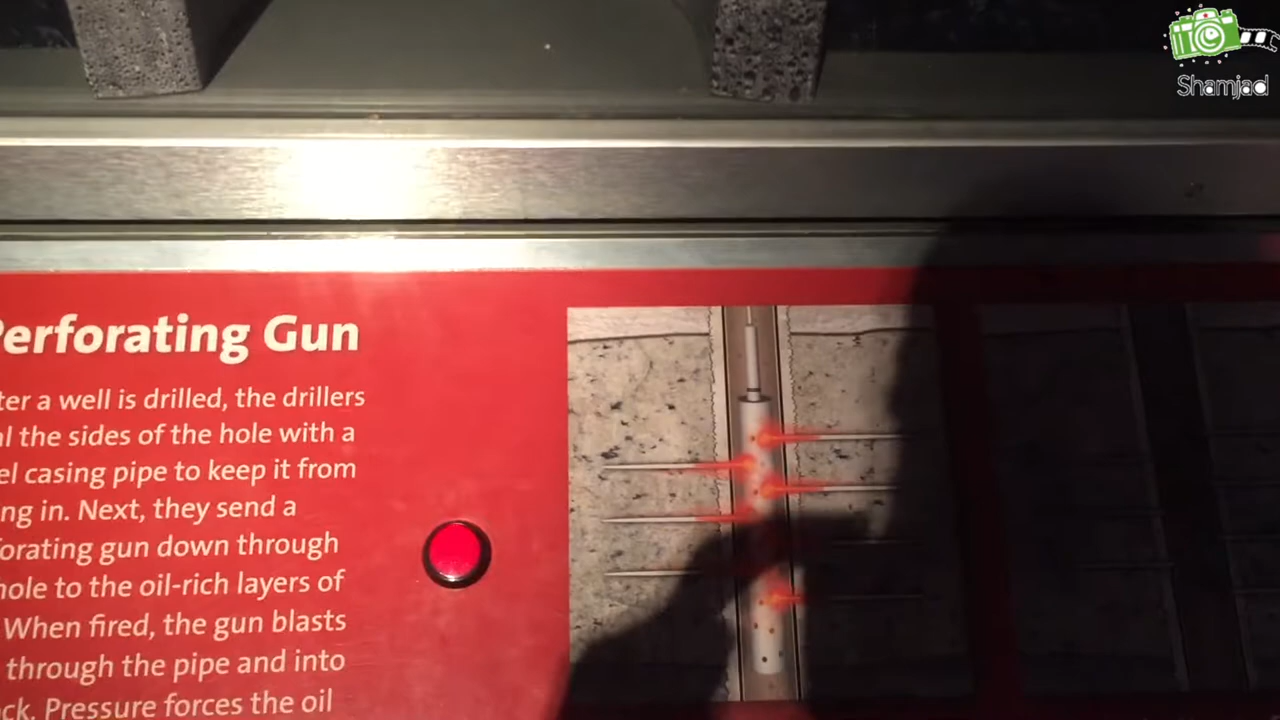 Shamjad
Perforating Gun
ter a well is drilled, the drillers
al the sides of the hole with a
el casing pipe to keep it from
ng in. Next, they send a
forating gun down through
hole to the oil-rich layers of
When fired, the gun blasts
through the pipe and into
ck. Pressure forces the oil